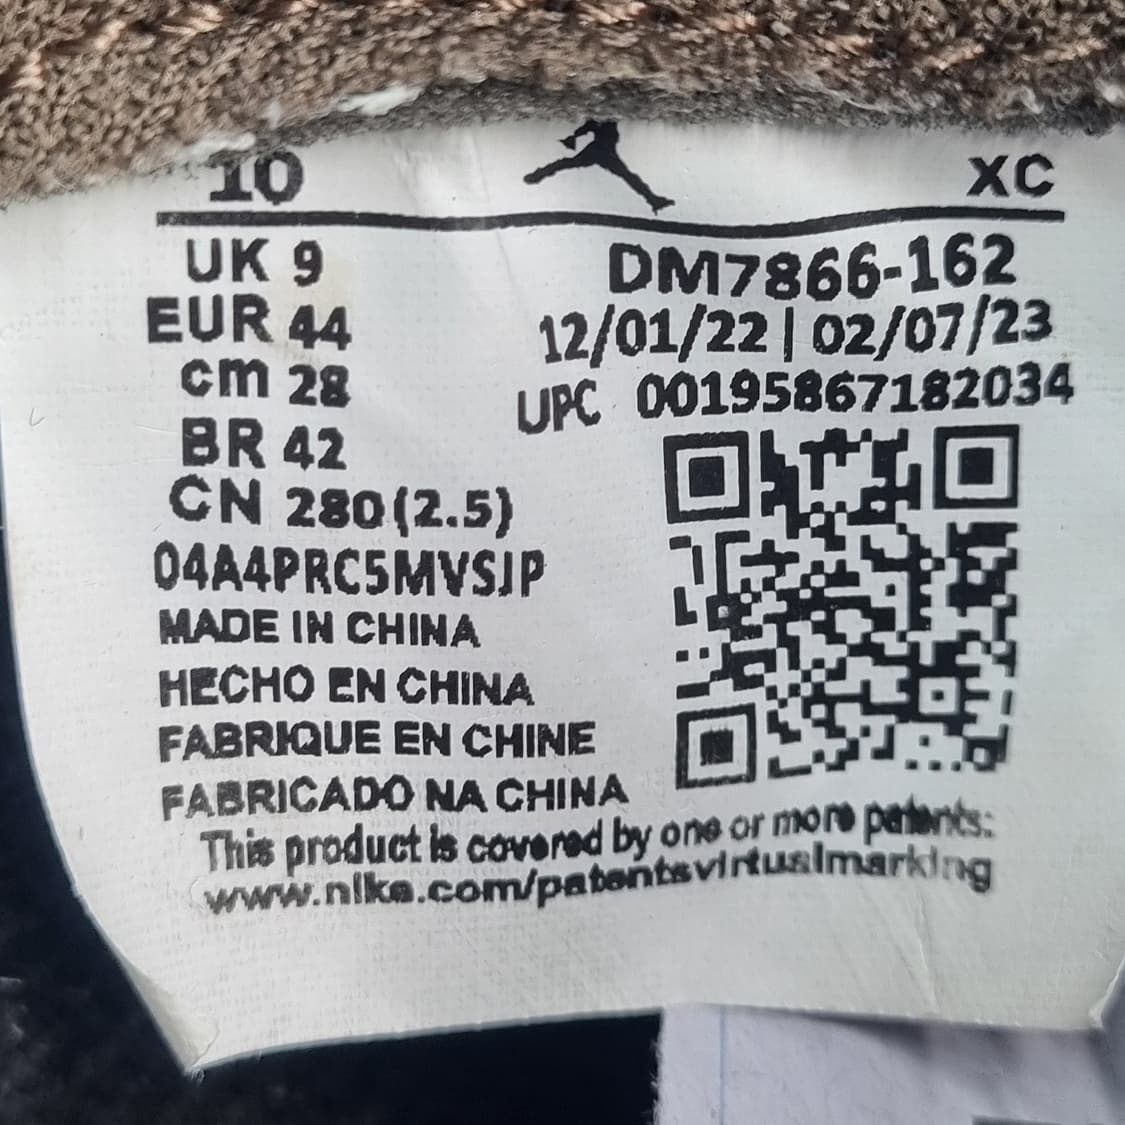 10 XC
UK 9 DM7866-162
EUR 44 12/01/22 | 02/07/23
cm 28 UPC 00195867182034
BR 42
CN 280(2.5)
04A4PRC5MVSJP
MADE IN CHINA
HECHO EN CHINA
FABRIQUE EN CHINE
FABRICADO NA CHINA
This product is covered by one or more patents:
www.nike.com/patentsvirtualmarking